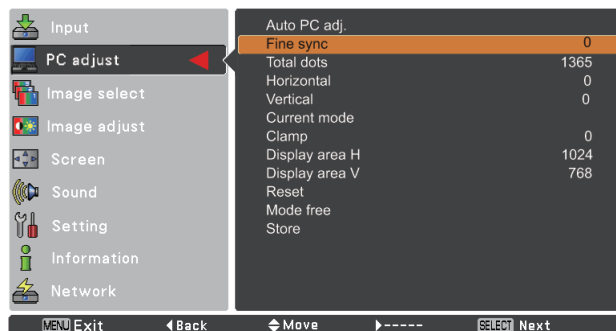 Input
PC adjust
Image select
Image adjust
Screen
Sound
Setting
Information
Network
Auto PC adj.
Fine sync 0
Total dots 1365
Horizontal 0
Vertical 0
Current mode
Clamp 0
Display area H 1024
Display area V 768
Reset
Mode free
Store
MENU Exit Back Move ----- SELECT Next